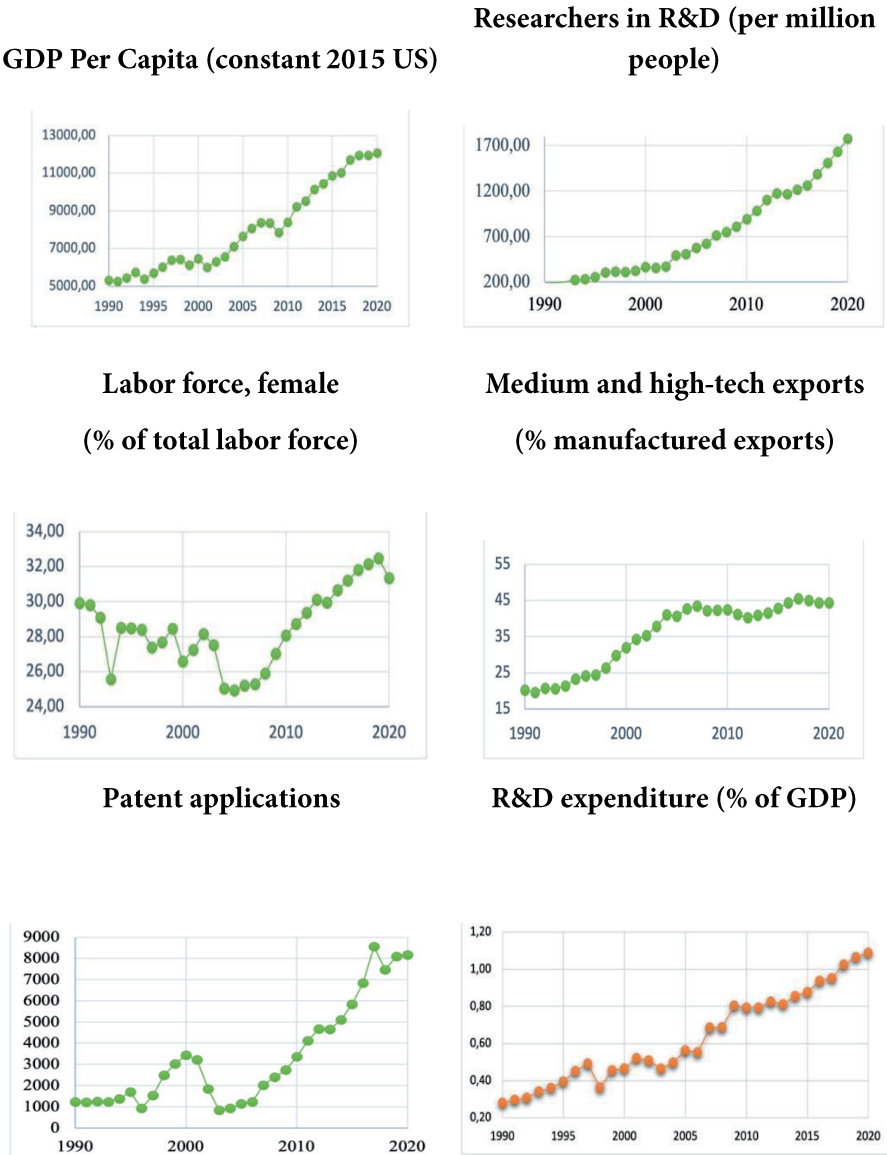 GDP Per Capita (constant 2015 US)
13000,00
11000,00
9000,00
7000,00
5000,00
1990 1995 2000 2005 2010 2015 2020
Researchers in R&D (per million
people)
1700,00
1200,00
700,00
200,00
1990 2000 2010 2020
Labor force, female
(% of total labor force)
34,00
32,00
30,00
28,00
26,00
24,00
1990 2000 2010 2020
Medium and high-tech exports
(% manufactured exports)
55
45
35
25
15
1990 2000 2010 2020
Patent applications
9000
8000
7000
6000
5000
4000
3000
2000
1000
0
1990 2000 2010 2020
R&D expenditure (% of GDP)
1,20
1,00
0,80
0,60
0,40
0,20
1990 1995 2000 2005 2010 2015 2020